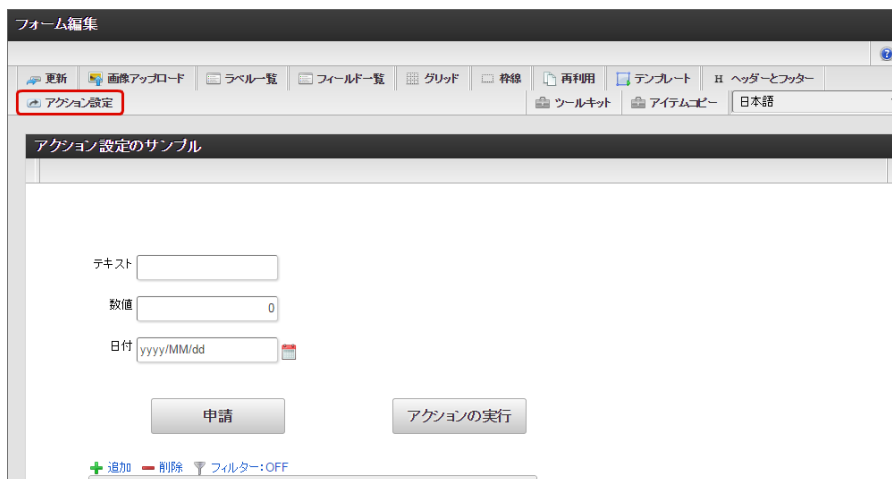 フォーム編集
更新 画像アップロード ラベル一覧 フィールド一覧 グリッド 枠線 再利用 テンプレート H ヘッダーとフッター
アクション設定 ツールキット アイテムコピー 日本語
アクション設定のサンプル
テキスト
数値 0
日付 yyyy/MM/dd
申請 アクションの実行
追加 削除 フィルター：OFF